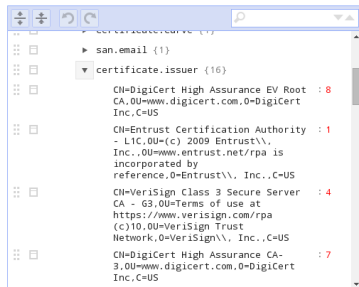 certificate.curve {1}
san.email {1}
certificate.issuer {16}
CN=DigiCert High Assurance EV Root : 8
CA,OU=www.digicert.com,O=DigiCert
Inc,C=US
CN=Entrust Certification Authority : 1
- L1C,OU=(c) 2009 Entrust\\,
Inc.,OU=www.entrust.net/rpa is
incorporated by
reference,O=Entrust\\, Inc.,C=US
CN=VeriSign Class 3 Secure Server : 4
CA - G3,OU=Terms of use at
https://www.verisign.com/rpa
(c)10,OU=VeriSign Trust
Network,O=VeriSign\\, Inc.,C=US
CN=DigiCert High Assurance CA- : 7
3,OU=www.digicert.com,O=DigiCert
Inc,C=US